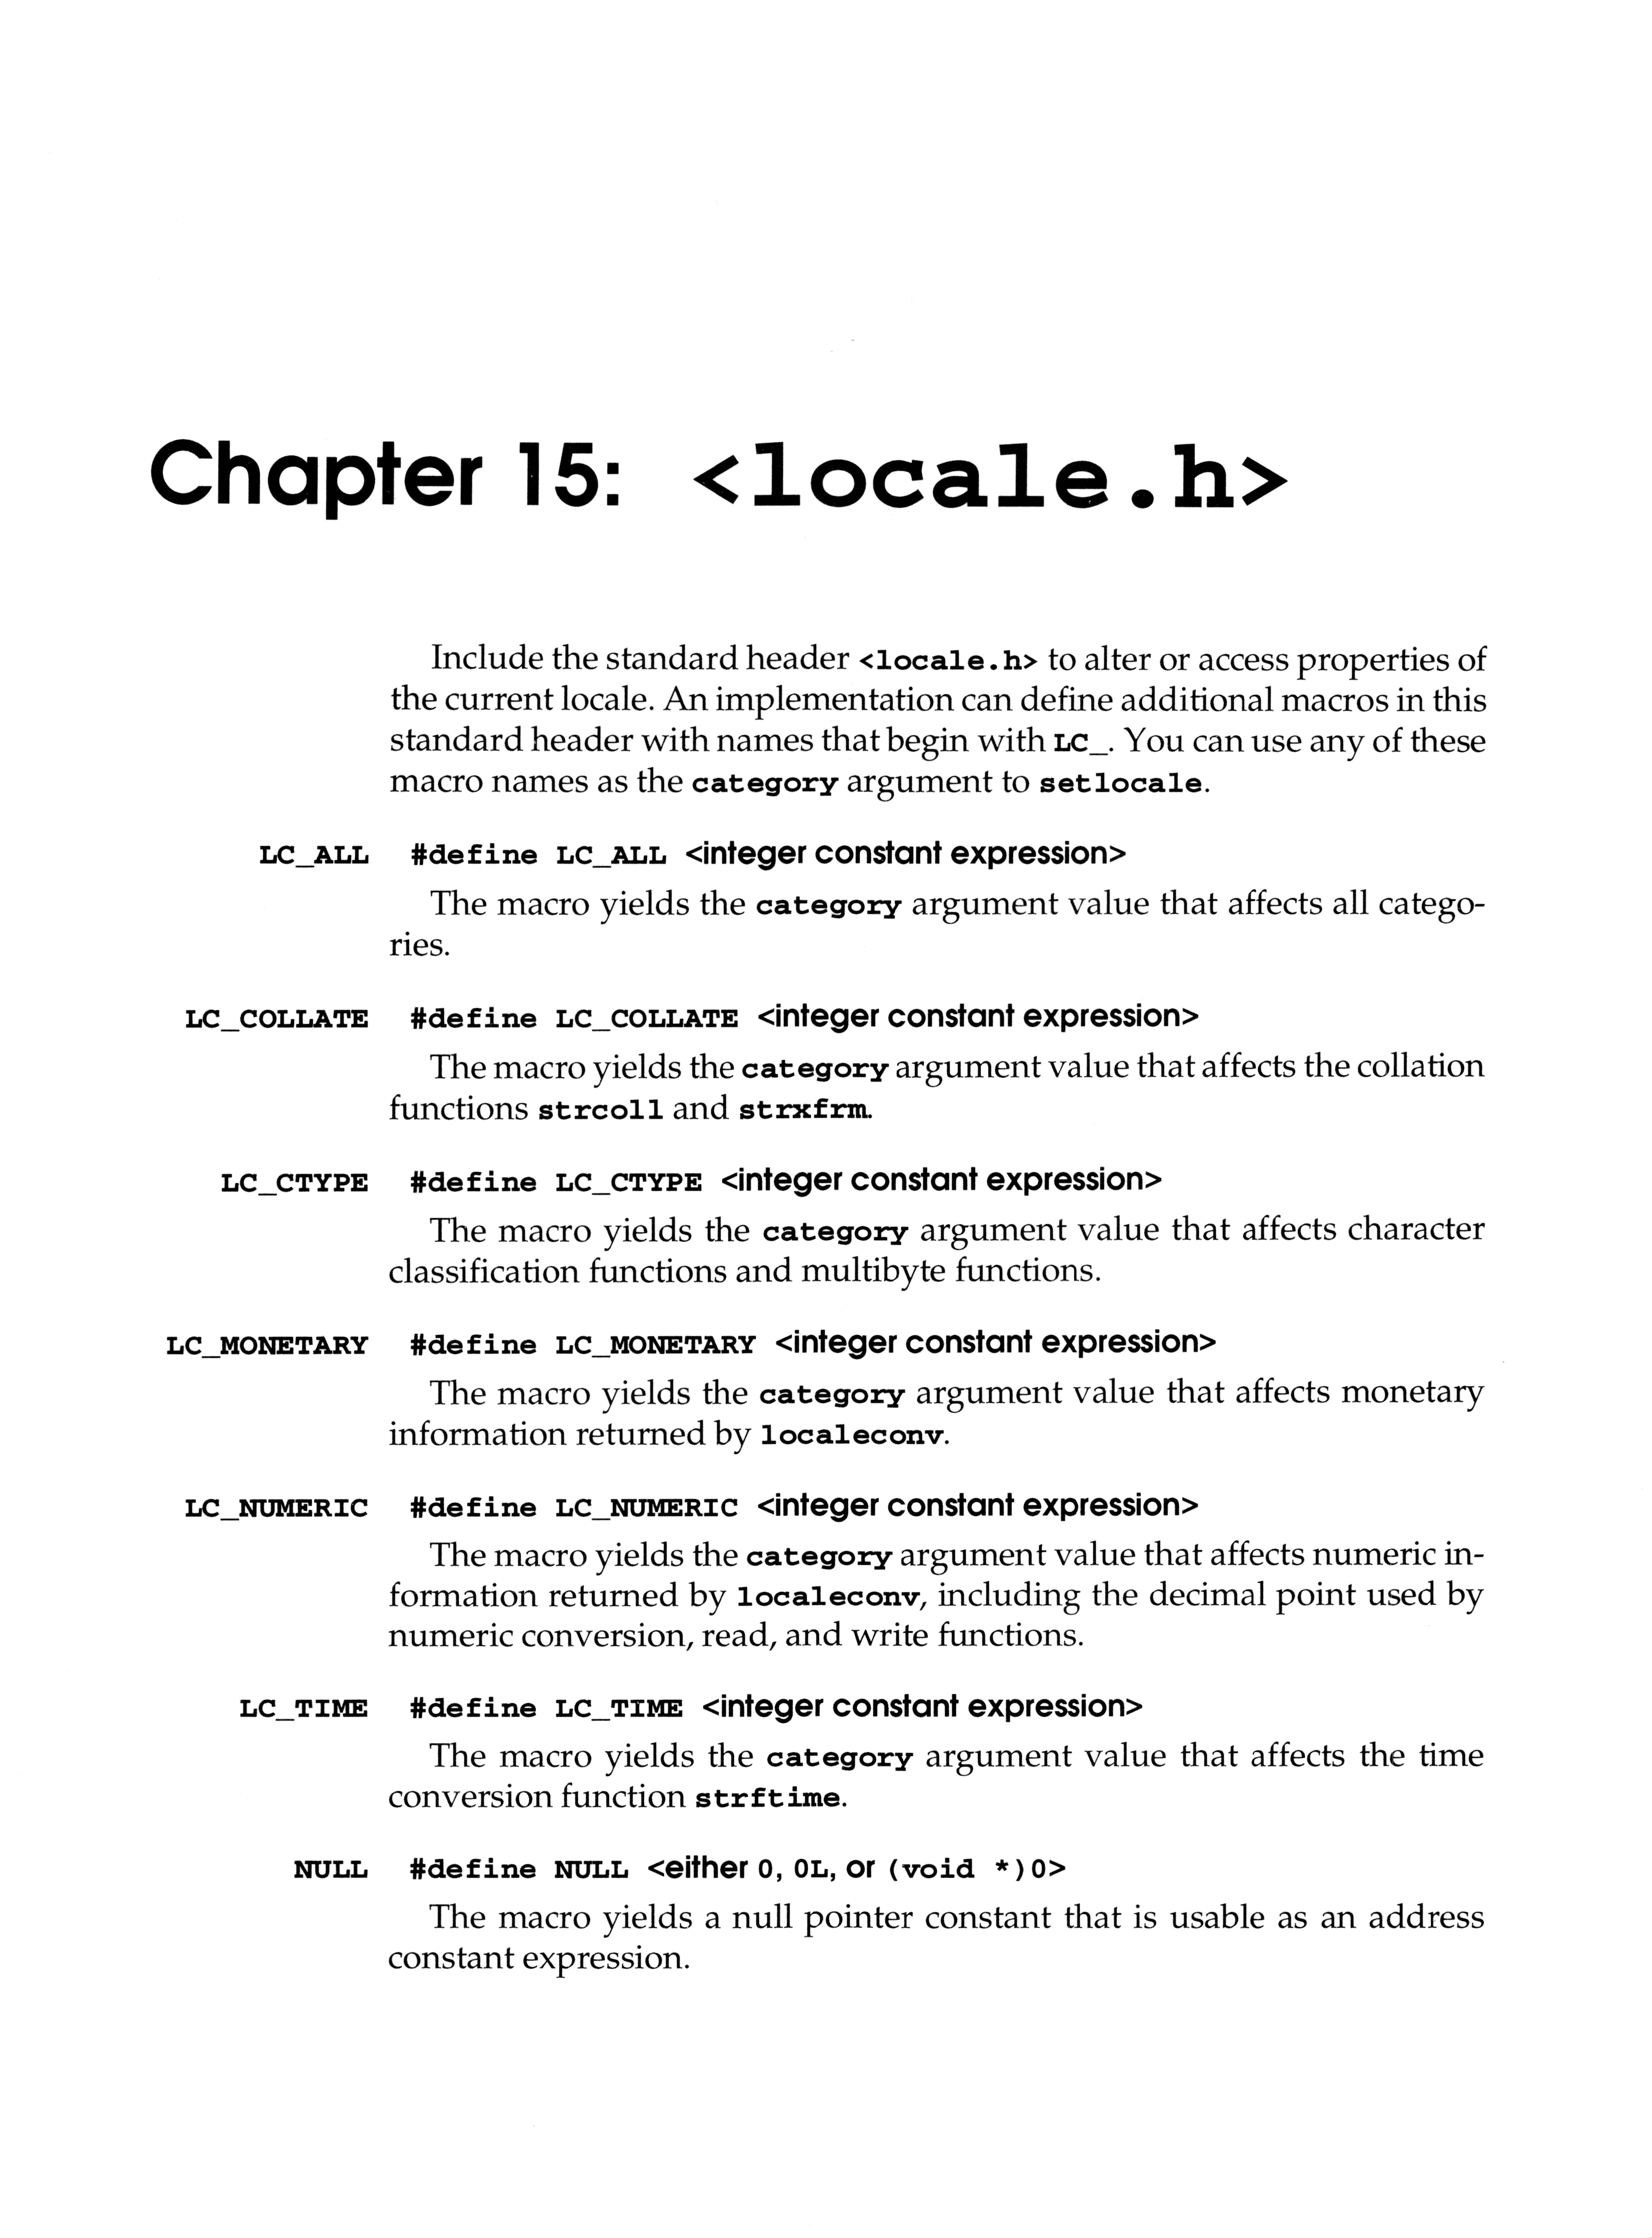 Chapter 15: <locale.h>
Include the standard header <locale.h> to alter or access properties of
the current locale. An implementation can define additional macros in this
standard header with names that begin with LC_. You can use any of these
macro names as the category argument to setlocale.
LC_ALL #define LC_ALL <integer constant expression>
The macro yields the category argument value that affects all catego-
ries.
LC_COLLATE #define LC_COLLATE <integer constant expression>
The macro yields the category argument value that affects the collation
functions strcoll and strxfrm.
LC_CTYPE #define LC_CTYPE <integer constant expression>
The macro yields the category argument value that affects character
classification functions and multibyte functions.
LC_MONETARY #define LC_MONETARY <integer constant expression>
The macro yields the category argument value that affects monetary
information returned by localeconv.
LC_NUMERIC #define LC_NUMERIC <integer constant expression>
The macro yields the category argument value that affects numeric in-
formation returned by localeconv, including the decimal point used by
numeric conversion, read, and write functions.
LC_TIME #define LC_TIME <integer constant expression>
The macro yields the category argument value that affects the time
conversion function strftime.
NULL #define NULL <either 0, 0L, or (void *)0>
The macro yields a null pointer constant that is usable as an address
constant expression.